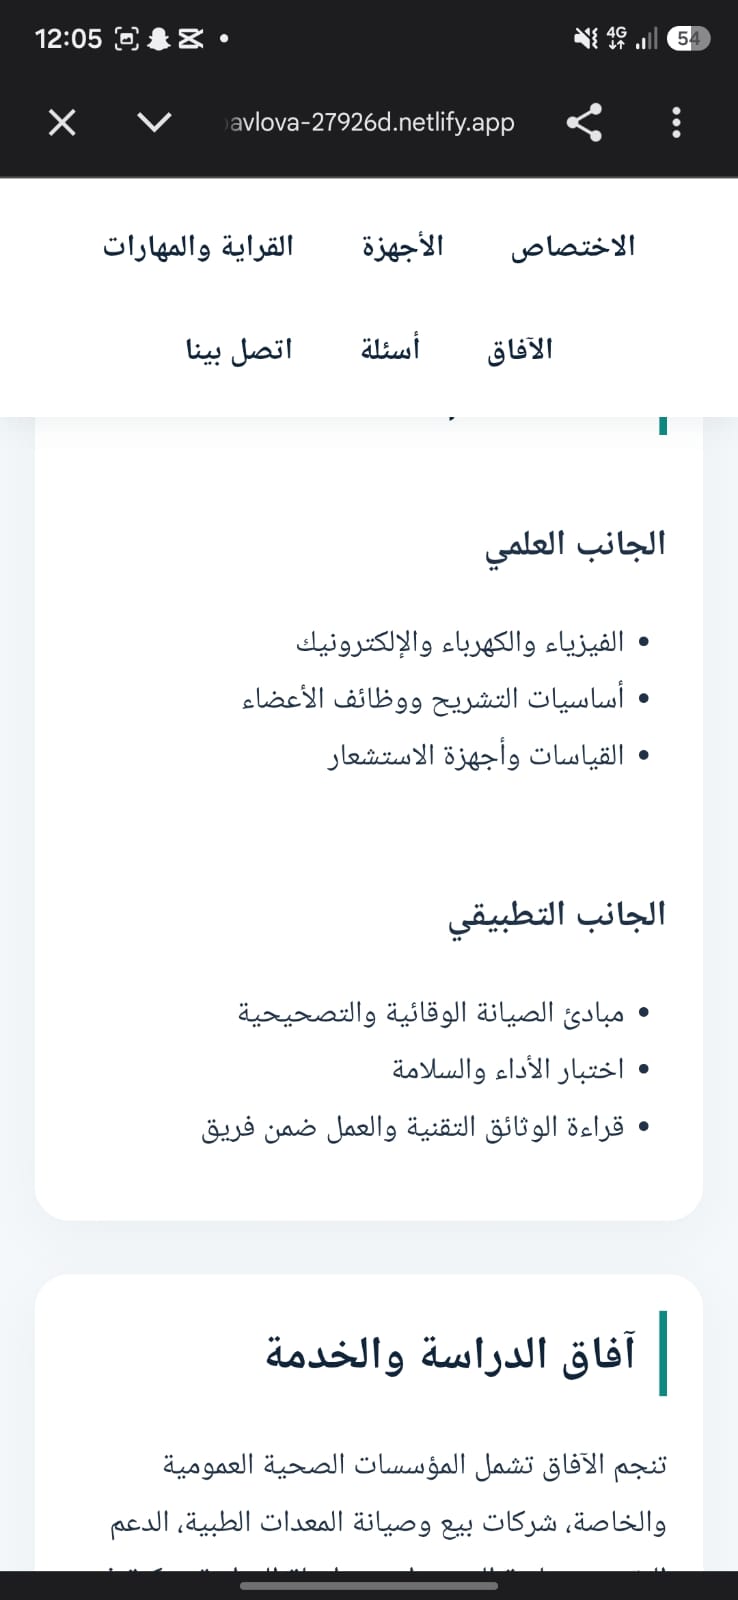 12:05
4G
54
avlova-27926d.netlify.app
الاختصاص الأجهزة القراية والمهارات
الآفاق أسئلة اتصل بينا
الجانب العلمي
• الفيزياء والكهرباء والإلكترونيك
• أساسيات التشريح ووظائف الأعضاء
• القياسات وأجهزة الاستشعار
الجانب التطبيقي
• مبادئ الصيانة الوقائية والتصحيحية
• اختبار الأداء والسلامة
• قراءة الوثائق التقنية والعمل ضمن فريق
آفاق الدراسة والخدمة
تنجم الآفاق تشمل المؤسسات الصحية العمومية
والخاصة، شركات بيع وصيانة المعدات الطبية، الدعم